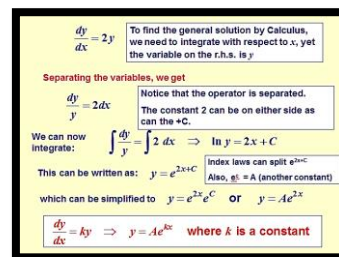 dy/dx = 2y
To find the general solution by Calculus, we need to integrate with respect to x, yet the variable on the r.h.s. is y
Separating the variables, we get
dy/y = 2dx
Notice that the operator is separated.
The constant 2 can be on either side as can the +C.
We can now integrate: ∫ dy/y = ∫ 2 dx ⇒ ln y = 2x + C
This can be written as: y = e^{2x+C}
Index laws can split e^{2x+C}
Also, e^{c} = A (another constant)
which can be simplified to y = e^{2x}e^{C} or y = Ae^{2x}
dy/dx = ky ⇒ y = Ae^{kx} where k is a constant